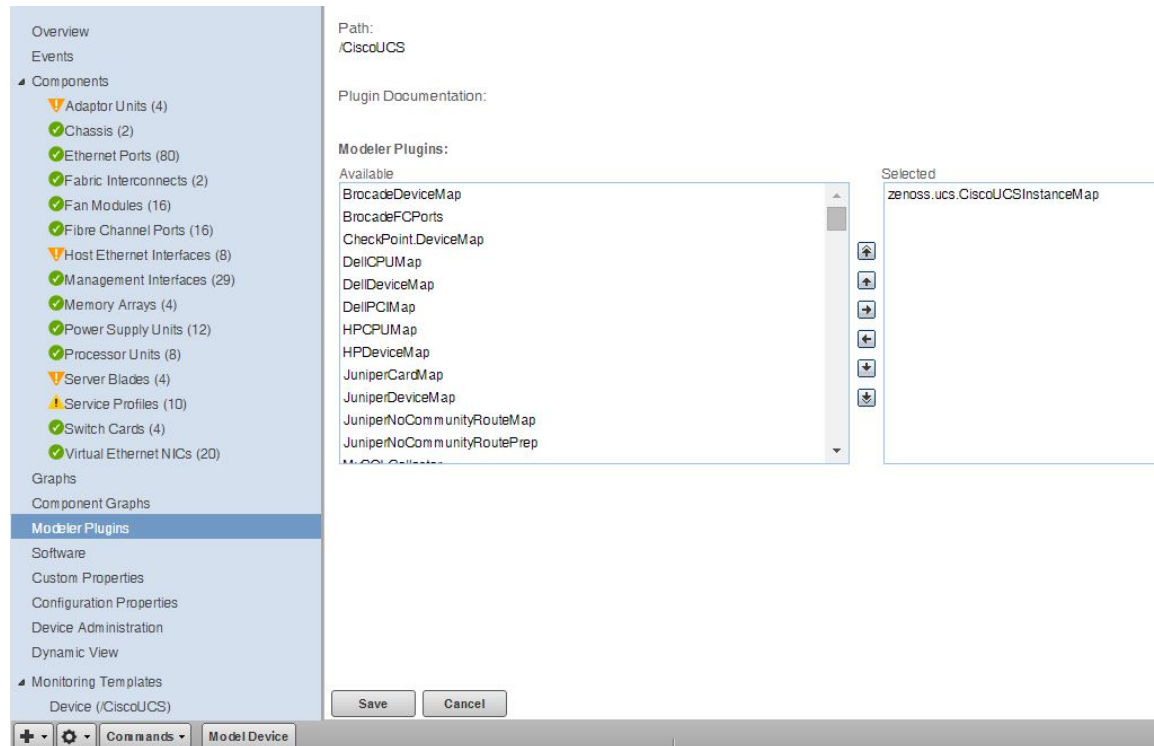 Overview
Events
Components
Adaptor Units (4)
Chassis (2)
Ethernet Ports (80)
Fabric Interconnects (2)
Fan Modules (16)
Fibre Channel Ports (16)
Host Ethernet Interfaces (8)
Management Interfaces (29)
Memory Arrays (4)
Power Supply Units (12)
Processor Units (8)
Server Blades (4)
Service Profiles (10)
Switch Cards (4)
Virtual Ethernet NICs (20)
Graphs
Component Graphs
Modeler Plugins
Software
Custom Properties
Configuration Properties
Device Administration
Dynamic View
Monitoring Templates
Device (/CiscoUCS)
Path:
/CiscoUCS
Plugin Documentation:
Modeler Plugins:
Available
BrocadeDeviceMap
BrocadeFCPorts
CheckPoint.DeviceMap
DellCPUMap
DellDeviceMap
DellPCIMap
HPCPUMap
HPDeviceMap
JuniperCardMap
JuniperDeviceMap
JuniperNoCommunityRouteMap
JuniperNoCommunityRoutePrep
Selected
zenoss.ucs.CiscoUCSInstanceMap
Save Cancel
Commands Model Device